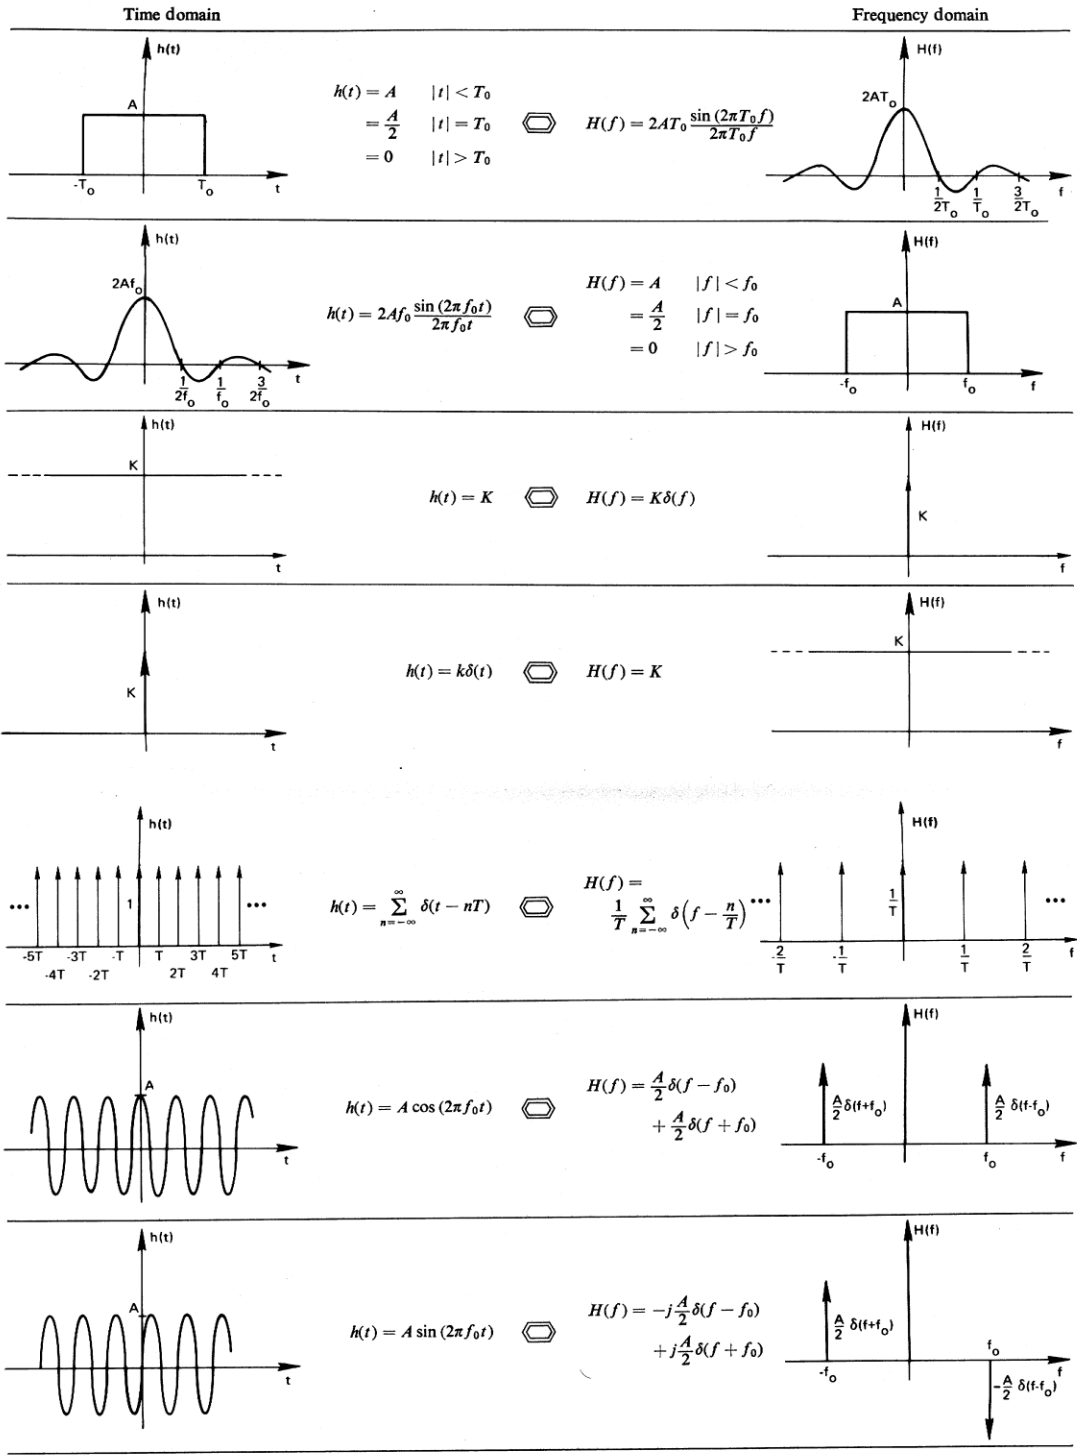 Time domain
Frequency domain
h(t)
A
-T₀
T₀
t
h(t) = A |t| < T₀
= A/2 |t| = T₀
= 0 |t| > T₀
H(f) = 2AT₀ sin (2πT₀f) / 2πT₀f
H(f)
2AT₀
1/2T₀
1/T₀
3/2T₀
f
h(t)
2Af₀
1/2f₀
1/f₀
3/2f₀
t
h(t) = 2Af₀ sin (2πf₀t) / 2πf₀t
H(f) = A |f| < f₀
= A/2 |f| = f₀
= 0 |f| > f₀
H(f)
A
-f₀
f₀
f
h(t)
K
t
h(t) = K
H(f) = Kδ(f)
H(f)
K
f
h(t)
K
t
h(t) = kδ(t)
H(f) = K
H(f)
K
f
h(t)
1
••• •••
-5T -3T -T T 3T 5T t
-4T -2T 2T 4T
h(t) = ∑ₙ₌₋∞^∞ δ(t − nT)
H(f) =
1/T ∑ₙ₌₋∞^∞ δ(f − n/T)
H(f)
1/T
••• •••
-2/T -1/T 1/T 2/T f
h(t)
A
t
h(t) = A cos (2πf₀t)
H(f) = A/2 δ(f − f₀)
+ A/2 δ(f + f₀)
H(f)
A/2 δ(f+f₀)
A/2 δ(f-f₀)
-f₀
f₀
f
h(t)
A
t
h(t) = A sin (2πf₀t)
H(f) = −j A/2 δ(f − f₀)
+j A/2 δ(f + f₀)
H(f)
A/2 δ(f+f₀)
f₀
-f₀
f
-A/2 δ(f-f₀)